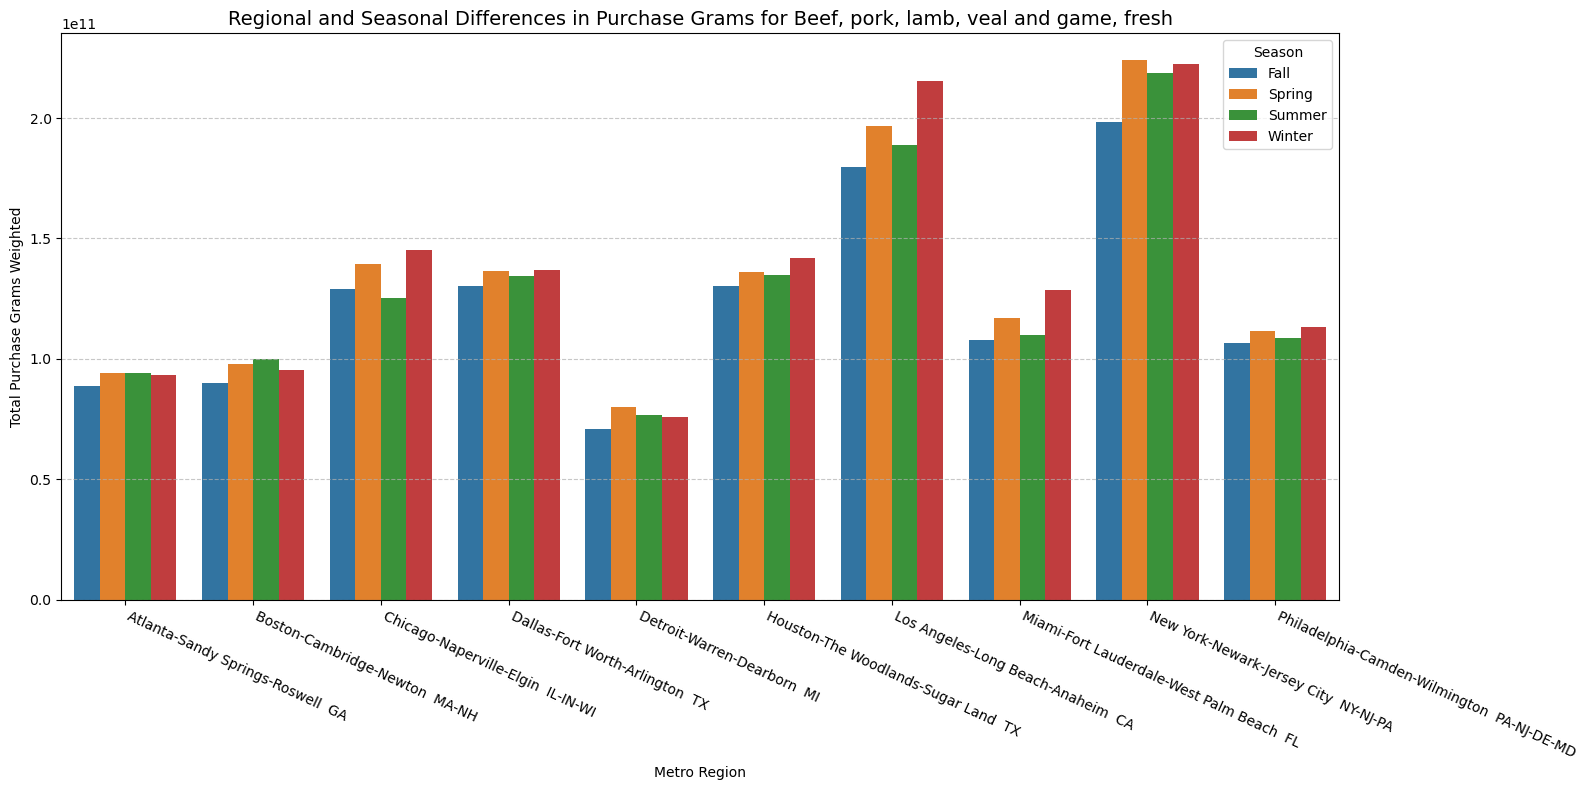 Regional and Seasonal Differences in Purchase Grams for Beef, pork, lamb, veal and game, fresh
1e11
Season
Fall
Spring
Summer
Winter
2.0
1.5
1.0
0.5
0.0
Total Purchase Grams Weighted
Atlanta-Sandy Springs-Roswell  GA
Boston-Cambridge-Newton  MA-NH
Chicago-Naperville-Elgin  IL-IN-WI
Dallas-Fort Worth-Arlington  TX
Detroit-Warren-Dearborn  MI
Houston-The Woodlands-Sugar Land  TX
Los Angeles-Long Beach-Anaheim  CA
Miami-Fort Lauderdale-West Palm Beach  FL
New York-Newark-Jersey City  NY-NJ-PA
Philadelphia-Camden-Wilmington  PA-NJ-DE-MD
Metro Region